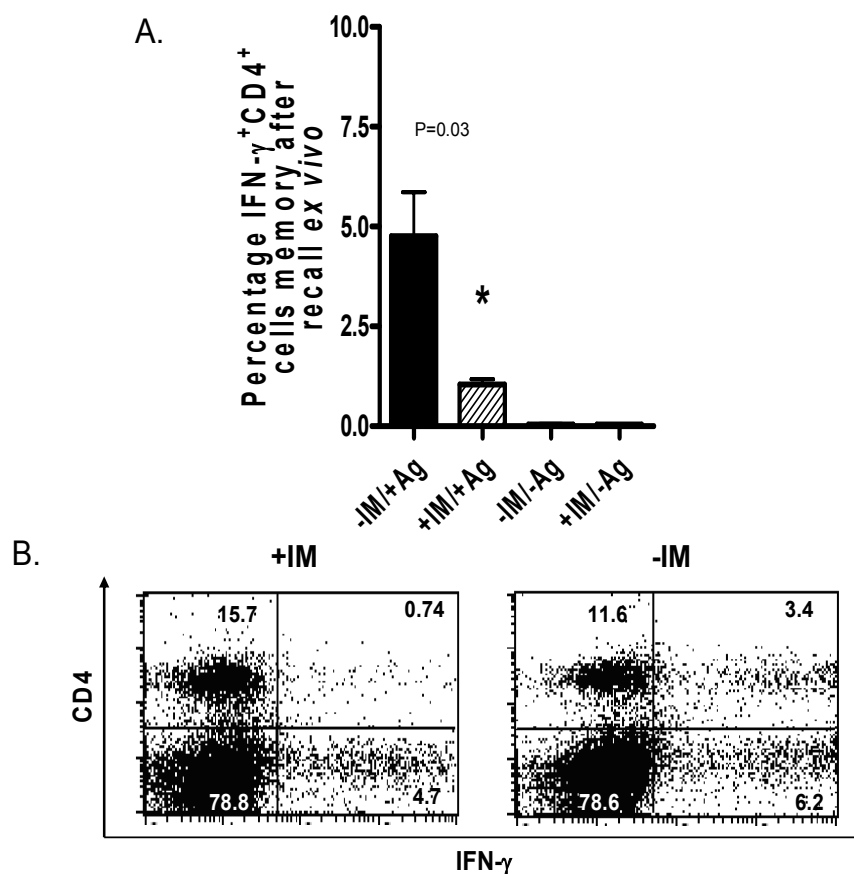 A.
Percentage IFN-γ+CD4+
cells memory after
recall ex vivo
10.0
7.5
5.0
2.5
0.0
P=0.03
*
-IM/+Ag
+IM/+Ag
-IM/-Ag
+IM/-Ag
B.
+IM
-IM
CD4
15.7
0.74
78.8
4.7
11.6
3.4
78.6
6.2
IFN-γ